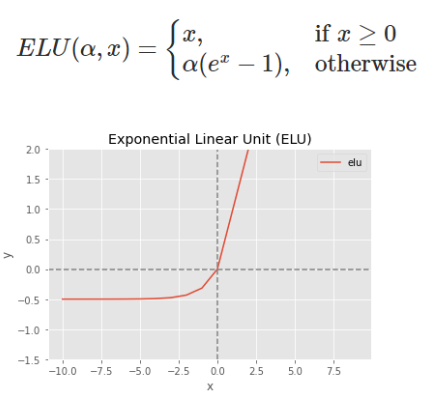 ELU(α, x) = { x, if x ≥ 0
α(eˣ − 1), otherwise
Exponential Linear Unit (ELU)
elu
2.0
1.5
1.0
0.5
0.0
−0.5
−1.0
−1.5
y
−10.0 −7.5 −5.0 −2.5 0.0 2.5 5.0 7.5
x